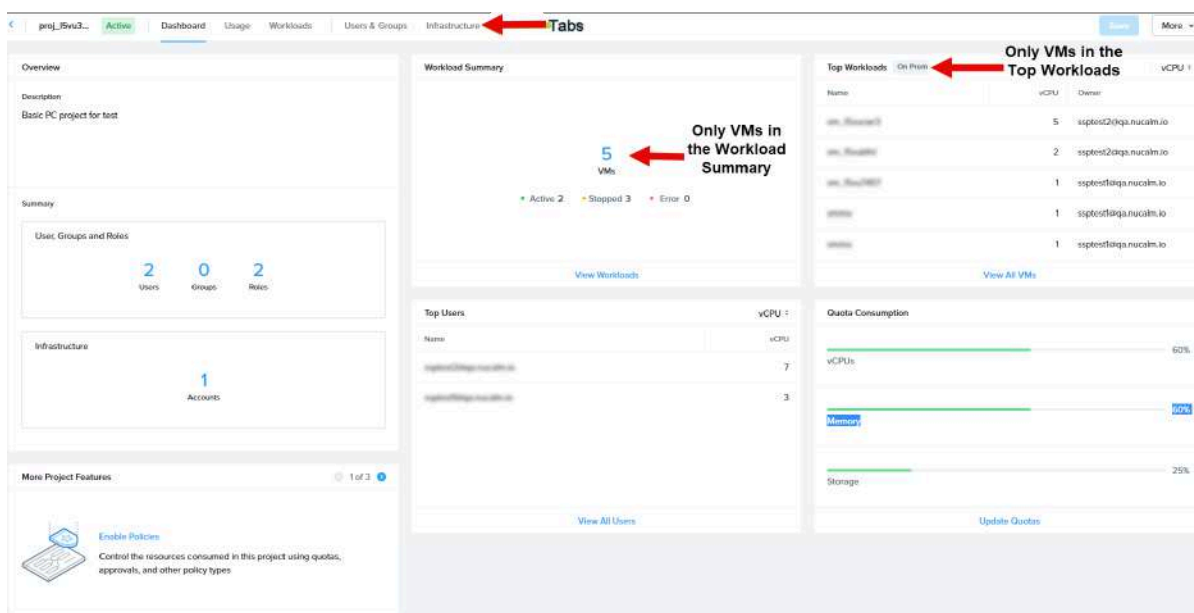 proj_l5vu3... Active Dashboard Usage Workloads Users & Groups Infrastructure Tabs Save More
Overview
Description
Basic PC project for test
Summary
User, Groups and Roles
2 0 2
Users Groups Roles
Infrastructure
1
Accounts
More Project Features 1 of 3
Enable Policies
Control the resources consumed in this project using quotas,
approvals, and other policy types
Workload Summary
5
VMs
Only VMs in
the Workload
Summary
Active 2 Stopped 3 Error 0
View Workloads
Top Users vCPU
Name vCPU
7
3
View All Users
Top Workloads On Prem vCPU
Only VMs in the
Top Workloads
Name vCPU Owner
5 ssptest2@qa.nucalm.io
2 ssptest2@qa.nucalm.io
1 ssptest1@qa.nucalm.io
1 ssptest1@qa.nucalm.io
1 ssptest1@qa.nucalm.io
View All VMs
Quota Consumption
60%
vCPUs
60%
Memory
25%
Storage
Update Quotas